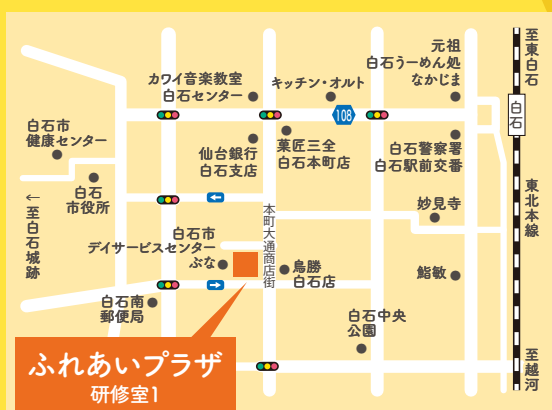 元祖
白石うーめん処
なかじま
至東白石
カワイ音楽教室
白石センター
キッチン・オルト
108
白石
白石市
健康センター
仙台銀行
白石支店
菓匠三全
白石本町店
白石警察署
白石駅前交番
白石
市役所
←至白石城跡
妙見寺
東北本線
本町大通商店街
白石市
デイサービスセンター
ぶな
鳥勝
白石店
鮨敏
白石南
郵便局
白石中央
公園
至越河
ふれあいプラザ
研修室1